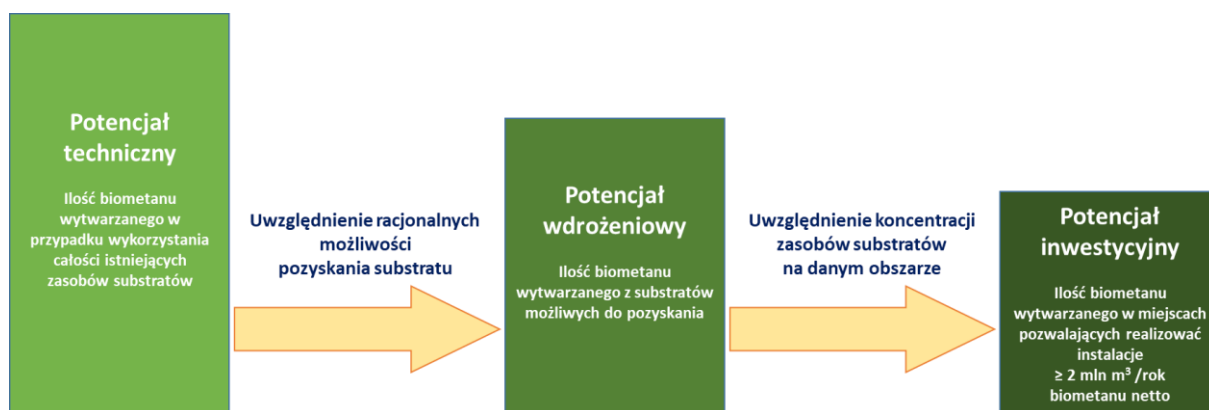 Potencjał
techniczny
Ilość biometanu
wytwarzanego w
przypadku wykorzystania
całości istniejących
zasobów substratów
Uwzględnienie racjonalnych
możliwości
pozyskania substratu
Potencjał
wdrożeniowy
Ilość biometanu
wytwarzanego z substratów
możliwych do pozyskania
Uwzględnienie koncentracji
zasobów substratów
na danym obszarze
Potencjał
inwestycyjny
Ilość biometanu
wytwarzanego w miejscach
pozwalających realizować
instalacje
≥ 2 mln m³ /rok
biometanu netto